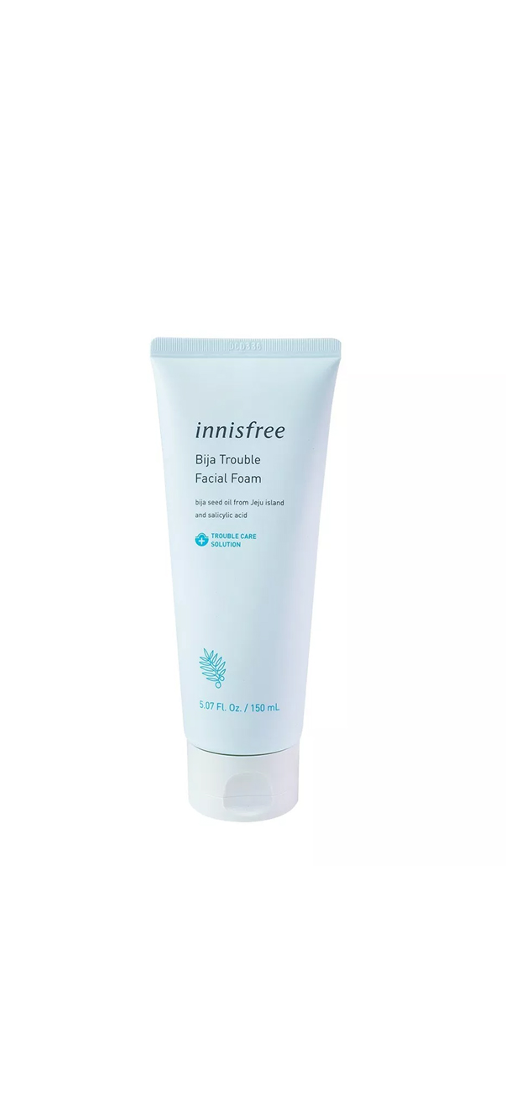 innisfree
Bija Trouble
Facial Foam
bija seed oil from Jeju island
and salicylic acid
TROUBLE CARE
SOLUTION
5.07 Fl. Oz. / 150 mL